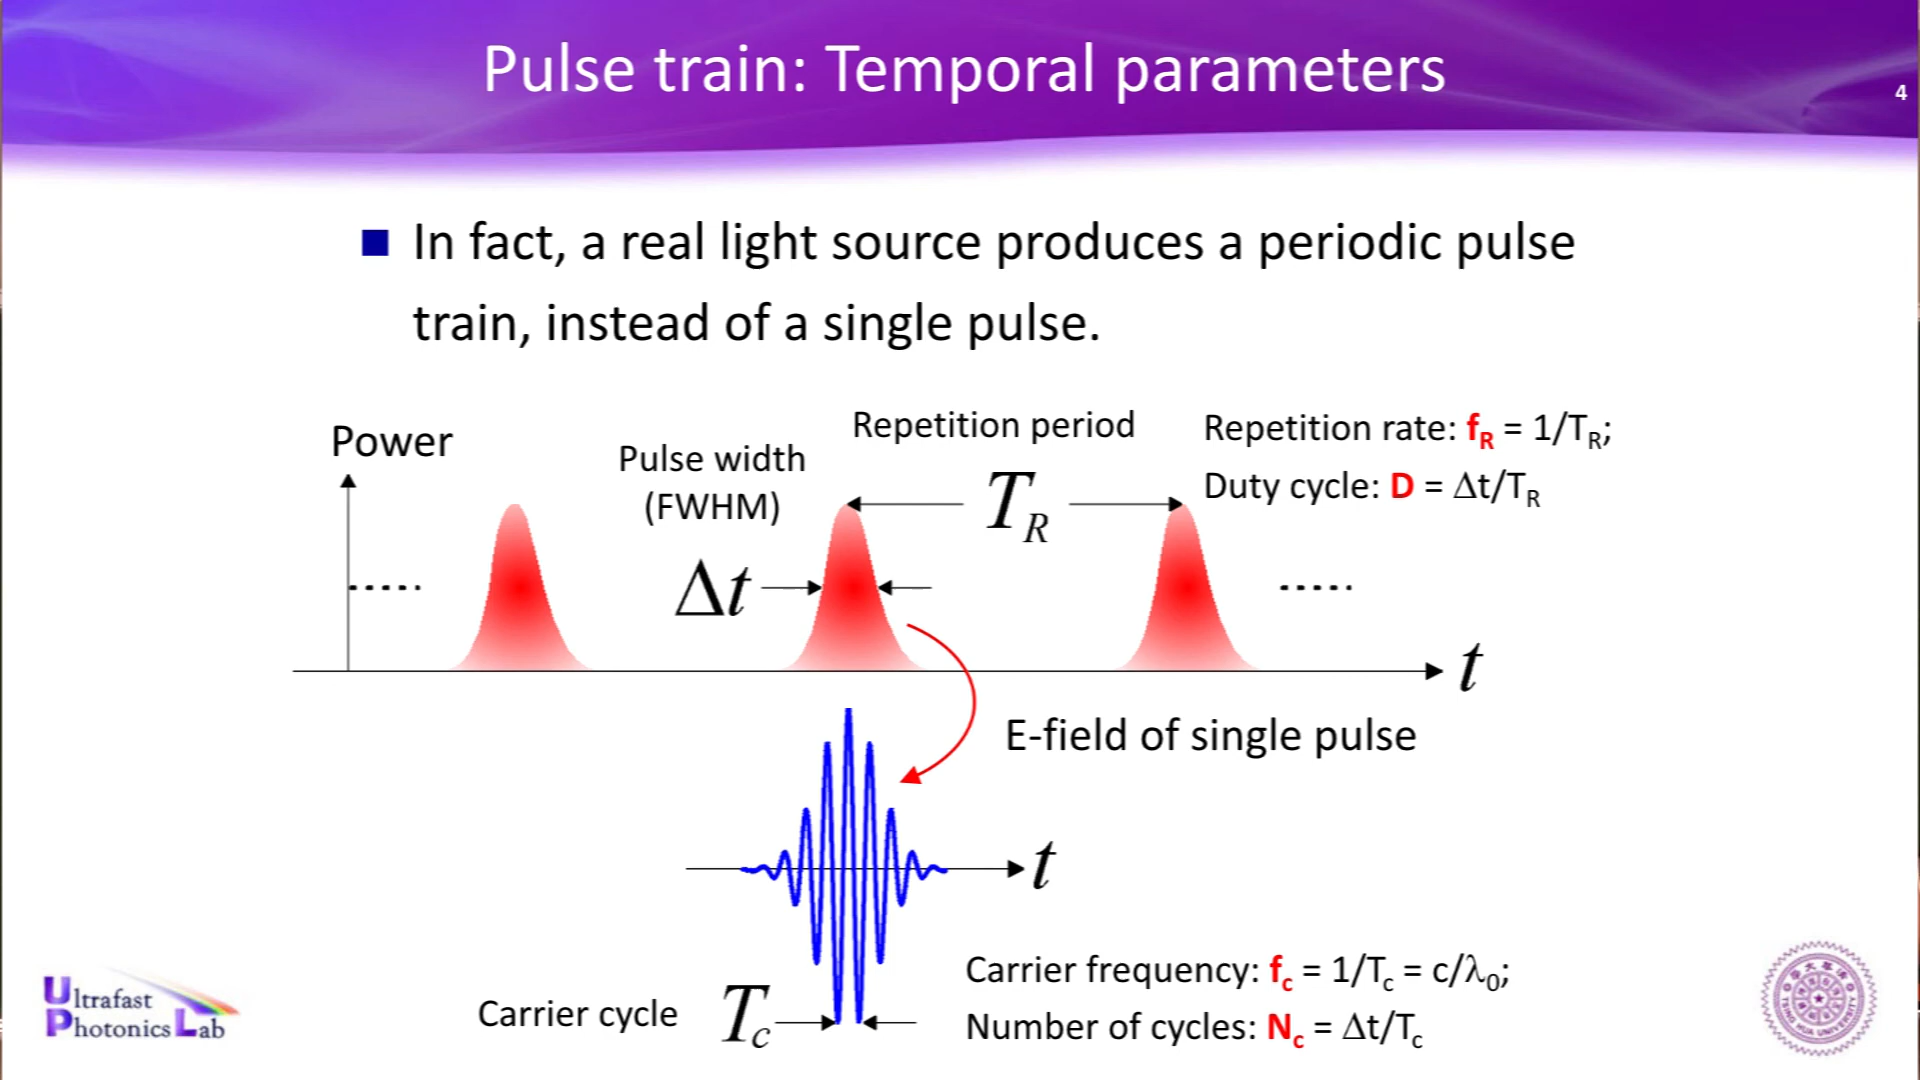 Pulse train: Temporal parameters
4
In fact, a real light source produces a periodic pulse
train, instead of a single pulse.
Power
Pulse width
(FWHM)
Δt
Repetition period
T_R
Repetition rate: f_R = 1/T_R;
Duty cycle: D = Δt/T_R
t
E-field of single pulse
t
Carrier cycle
T_c
Carrier frequency: f_c = 1/T_c = c/λ_0;
Number of cycles: N_c = Δt/T_c
Ultrafast
Photonics Lab